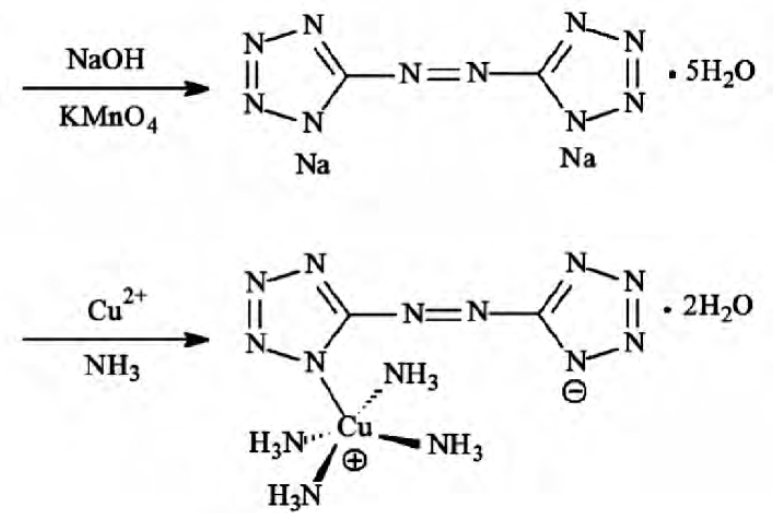 NaOH
KMnO₄
N N N N N=N N N N N · 5H₂O
Na Na
Cu²⁺
NH₃
N N N N N=N N N N N · 2H₂O
⊖
NH₃
Cu
⊕
H₃N
NH₃
H₃N